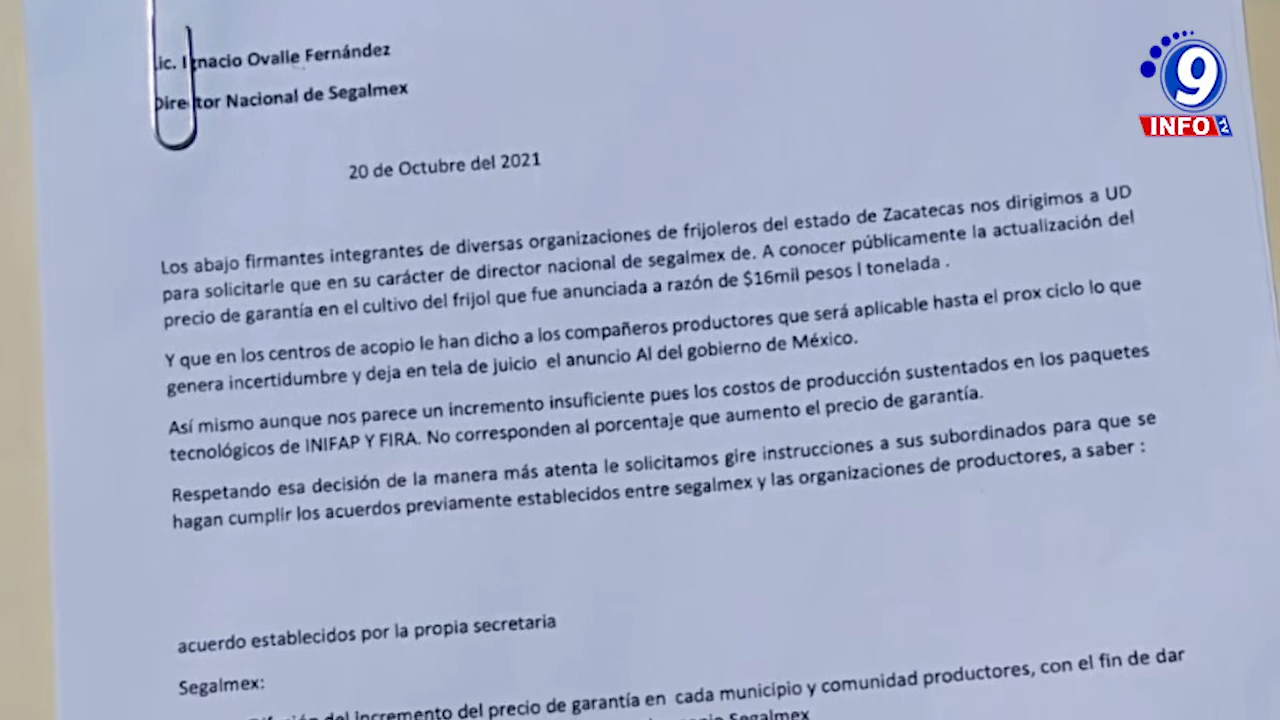 Lic. Ignacio Ovalle Fernández
Director Nacional de Segalmex
20 de Octubre del 2021
Los abajo firmantes integrantes de diversas organizaciones de frijoleros del estado de Zacatecas nos dirigimos a UD
para solicitarle que en su carácter de director nacional de segalmex de. A conocer públicamente la actualización del
precio de garantía en el cultivo del frijol que fue anunciada a razón de $16mil pesos l tonelada .
Y que en los centros de acopio le han dicho a los compañeros productores que será aplicable hasta el prox ciclo lo que
genera incertidumbre y deja en tela de juicio el anuncio Al del gobierno de México.
Así mismo aunque nos parece un incremento insuficiente pues los costos de producción sustentados en los paquetes
tecnológicos de INIFAP Y FIRA. No corresponden al porcentaje que aumento el precio de garantía.
Respetando esa decisión de la manera más atenta le solicitamos gire instrucciones a sus subordinados para que se
hagan cumplir los acuerdos previamente establecidos entre segalmex y las organizaciones de productores, a saber :
acuerdo establecidos por la propia secretaria
Segalmex:
del incremento del precio de garantía en cada municipio y comunidad productores, con el fin de dar
Segalmex
9
INFO TV